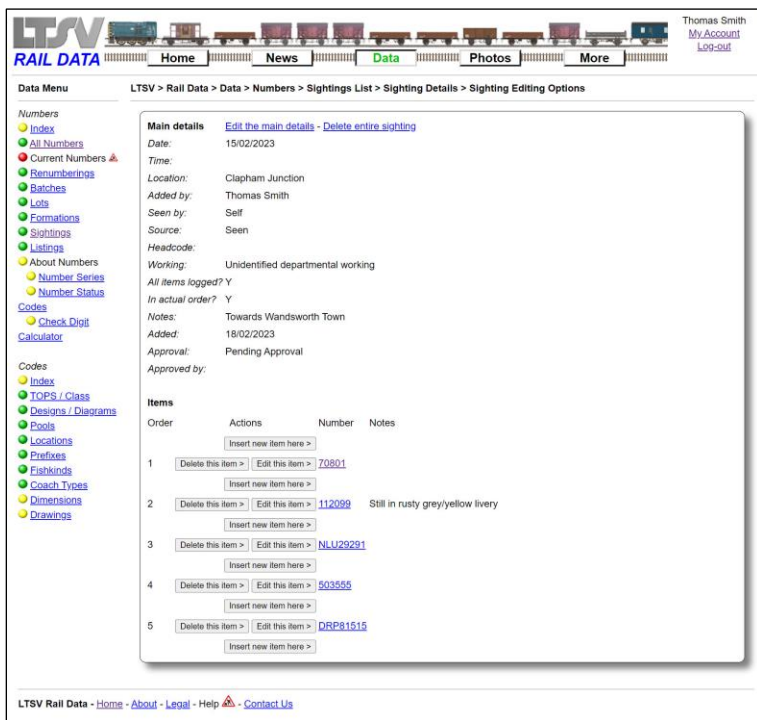 LTSV
RAIL DATA
Home
News
Data
Photos
More
Thomas Smith
My Account
Log-out
Data Menu
LTSV > Rail Data > Data > Numbers > Sightings List > Sighting Details > Sighting Editing Options
Numbers
Index
All Numbers
Current Numbers
Renumberings
Batches
Lots
Formations
Sightings
Listings
About Numbers
Number Series
Number Status
Codes
Check Digit
Calculator
Codes
Index
TOPS / Class
Designs / Diagrams
Pools
Locations
Prefixes
Fishkinds
Coach Types
Dimensions
Drawings
Main details Edit the main details - Delete entire sighting
Date: 15/02/2023
Time:
Location: Clapham Junction
Added by: Thomas Smith
Seen by: Self
Source: Seen
Headcode:
Working: Unidentified departmental working
All items logged? Y
In actual order? Y
Notes: Towards Wandsworth Town
Added: 18/02/2023
Approval: Pending Approval
Approved by:
Items
Order Actions Number Notes
Insert new item here >
1 Delete this item > Edit this item > 70801
Insert new item here >
2 Delete this item > Edit this item > 112099 Still in rusty grey/yellow livery
Insert new item here >
3 Delete this item > Edit this item > NLU29291
Insert new item here >
4 Delete this item > Edit this item > 503555
Insert new item here >
5 Delete this item > Edit this item > DRP81515
Insert new item here >
LTSV Rail Data - Home - About - Legal - Help - Contact Us